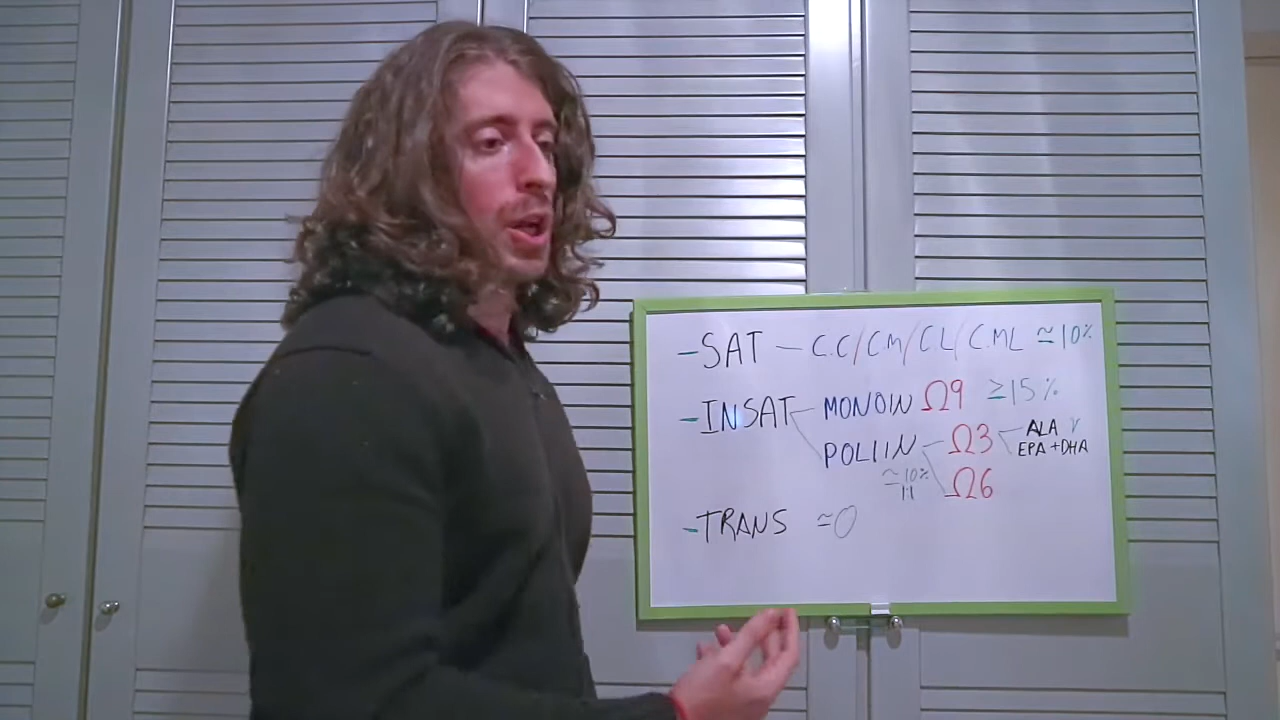 -SAT - C.C/C.M/C.L/C.ML ≃10%
-INSAT - MONOIN Ω9 ≥15%
POLIIN - Ω3 - ALA
EPA+DHA
≃10%
Ω6
-TRANS ≃0